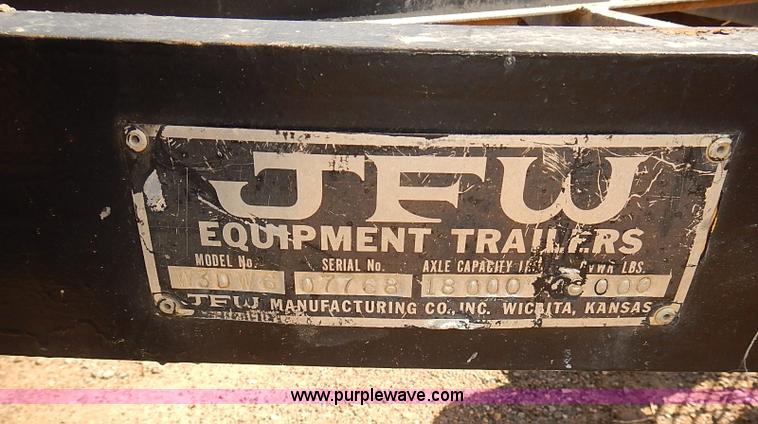 JFW
EQUIPMENT TRAILERS
MODEL No. SERIAL No. AXLE CAPACITY GVWR LBS.
07768 18000
JFW MANUFACTURING CO., INC. WICHITA, KANSAS
www.purplewave.com